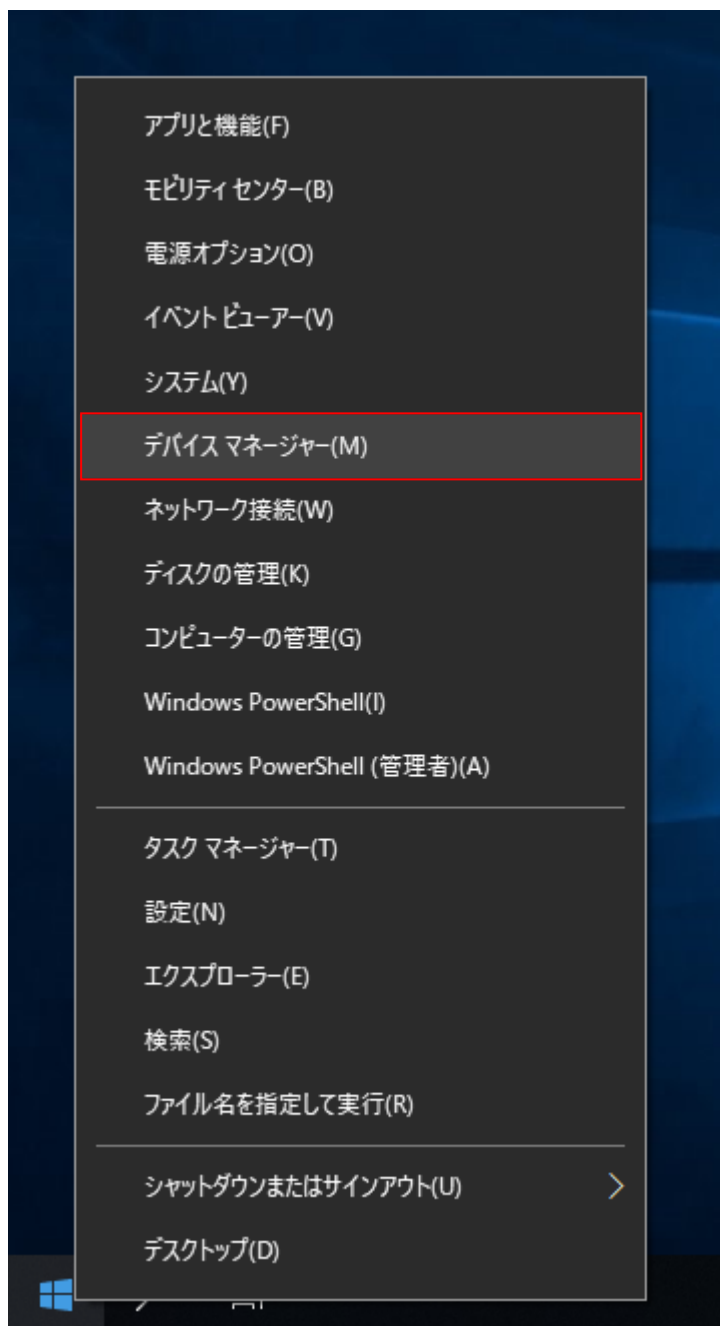 アプリと機能(F)
モビリティ センター(B)
電源オプション(O)
イベント ビューアー(V)
システム(Y)
デバイス マネージャー(M)
ネットワーク接続(W)
ディスクの管理(K)
コンピューターの管理(G)
Windows PowerShell(I)
Windows PowerShell (管理者)(A)
タスク マネージャー(T)
設定(N)
エクスプローラー(E)
検索(S)
ファイル名を指定して実行(R)
シャットダウンまたはサインアウト(U)
デスクトップ(D)